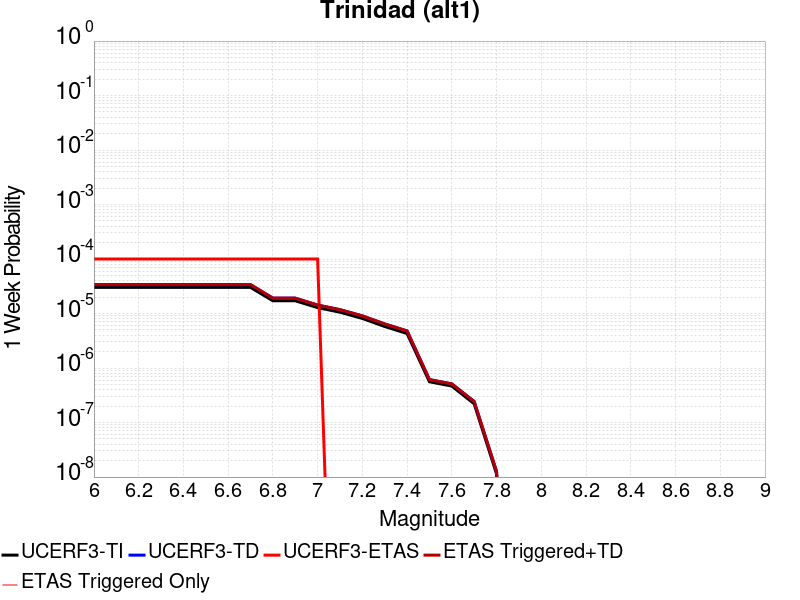 Trinidad (alt1)
10^0
10^-1
10^-2
10^-3
10^-4
10^-5
10^-6
10^-7
10^-8
1 Week Probability
6 6.2 6.4 6.6 6.8 7 7.2 7.4 7.6 7.8 8 8.2 8.4 8.6 8.8 9
Magnitude
UCERF3-TI UCERF3-TD UCERF3-ETAS ETAS Triggered+TD
ETAS Triggered Only